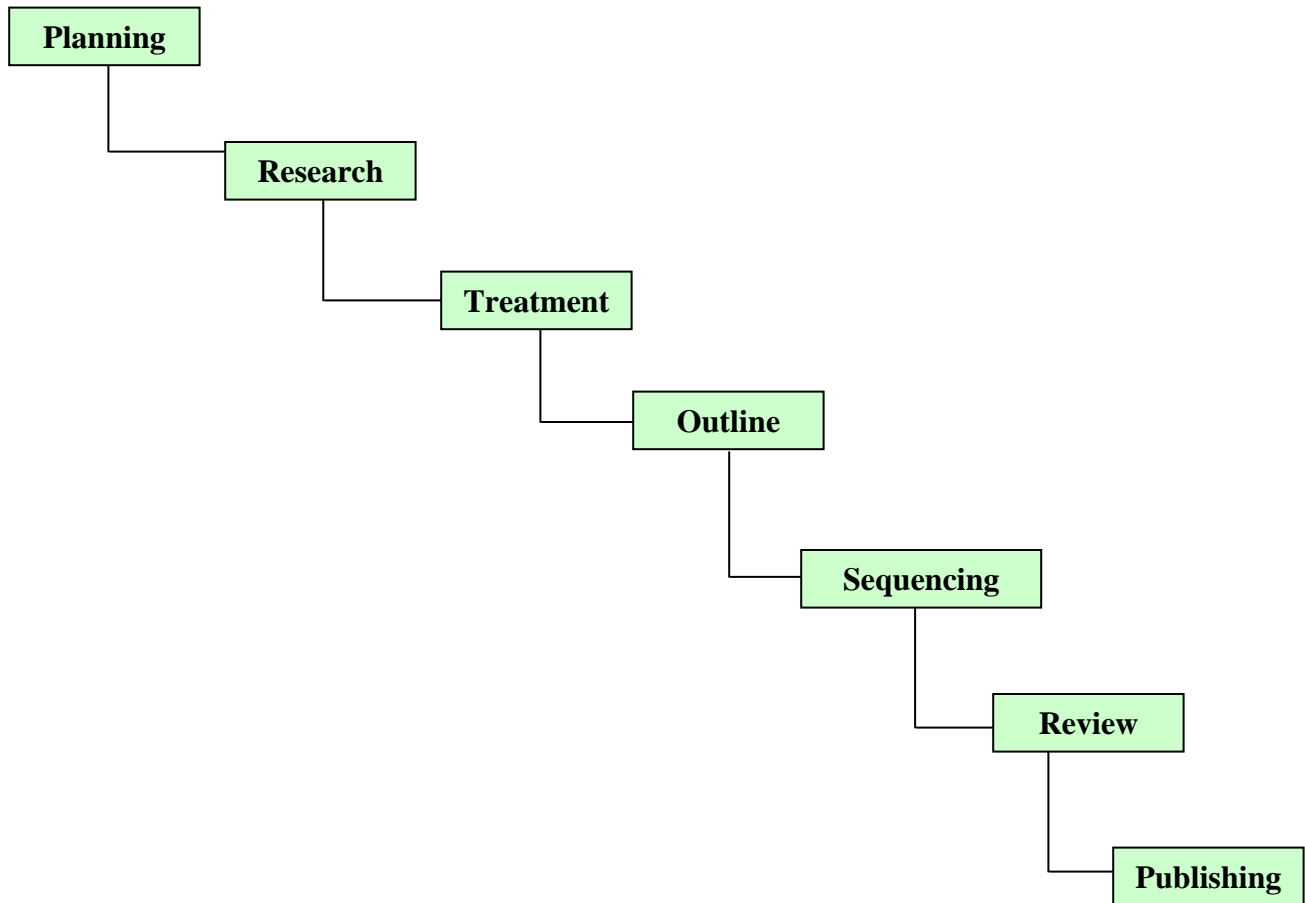 Planning
Research
Treatment
Outline
Sequencing
Review
Publishing